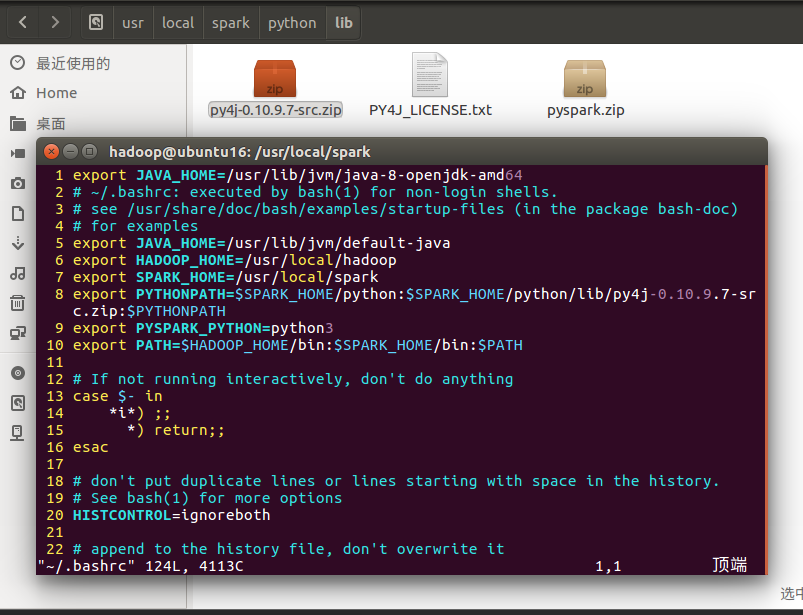 usr local spark python lib
最近使用的
Home
桌面
zip zip
py4j-0.10.9.7-src.zip PY4J_LICENSE.txt pyspark.zip
hadoop@ubuntu16: /usr/local/spark
1 export JAVA_HOME=/usr/lib/jvm/java-8-openjdk-amd64
2 # ~/.bashrc: executed by bash(1) for non-login shells.
3 # see /usr/share/doc/bash/examples/startup-files (in the package bash-doc)
4 # for examples
5 export JAVA_HOME=/usr/lib/jvm/default-java
6 export HADOOP_HOME=/usr/local/hadoop
7 export SPARK_HOME=/usr/local/spark
8 export PYTHONPATH=$SPARK_HOME/python:$SPARK_HOME/python/lib/py4j-0.10.9.7-sr
c.zip:$PYTHONPATH
9 export PYSPARK_PYTHON=python3
10 export PATH=$HADOOP_HOME/bin:$SPARK_HOME/bin:$PATH
11
12 # If not running interactively, don't do anything
13 case $- in
14     *i*) ;;
15       *) return;;
16 esac
17
18 # don't put duplicate lines or lines starting with space in the history.
19 # See bash(1) for more options
20 HISTCONTROL=ignoreboth
21
22 # append to the history file, don't overwrite it
"~/.bashrc" 124L, 4113C 1,1 顶端
选中